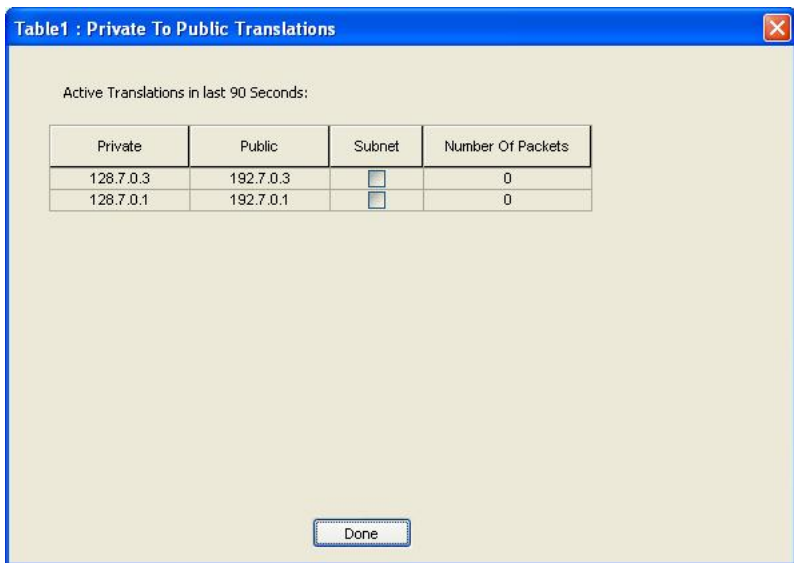 Table1 : Private To Public Translations
Active Translations in last 90 Seconds:
Private Public Subnet Number Of Packets
128.7.0.3 192.7.0.3 0
128.7.0.1 192.7.0.1 0
Done